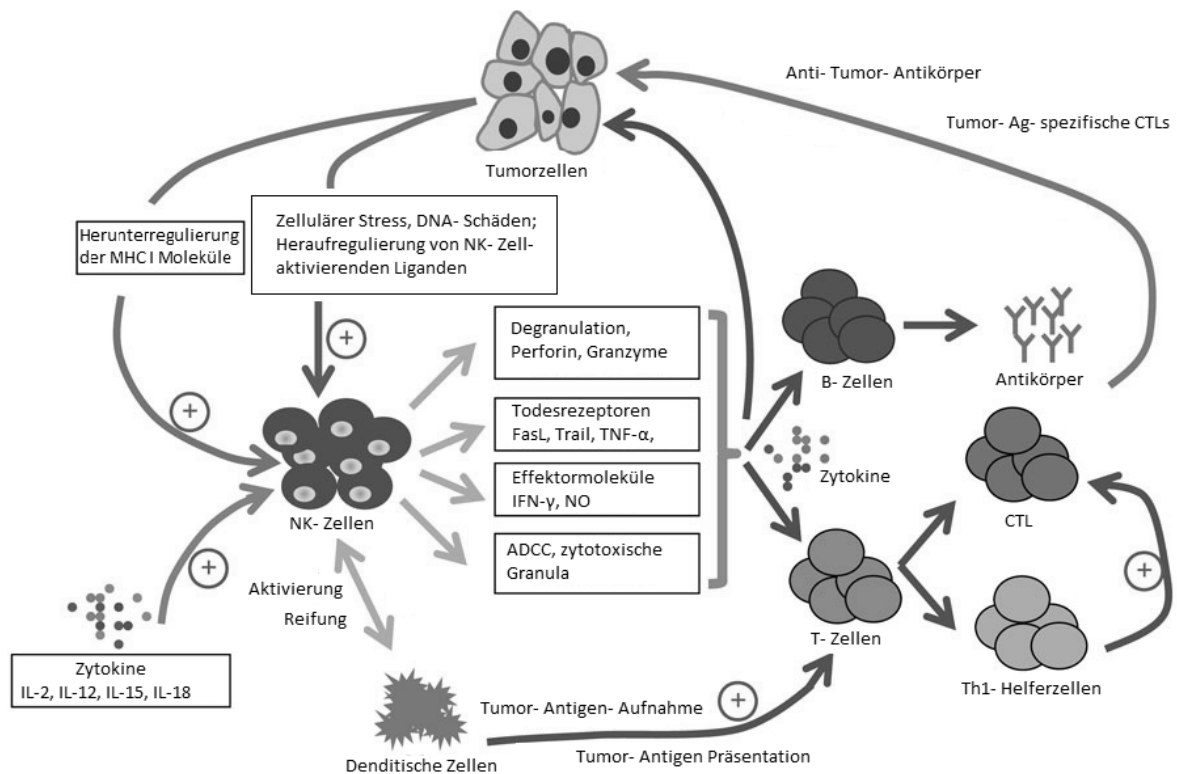 Anti- Tumor- Antikörper
Tumor- Ag- spezifische CTLs
Tumorzellen
Herunterregulierung
der MHC I Moleküle
Zellulärer Stress, DNA- Schäden;
Heraufregulierung von NK- Zell-
aktivierenden Liganden
+
+
Degranulation,
Perforin, Granzyme
Todesrezeptoren
FasL, Trail, TNF-α,
Effektormoleküle
IFN-γ, NO
ADCC, zytotoxische
Granula
B- Zellen
Antikörper
Zytokine
CTL
NK- Zellen
+
Aktivierung
Reifung
T- Zellen
+
Th1- Helferzellen
Zytokine
IL-2, IL-12, IL-15, IL-18
Tumor- Antigen- Aufnahme
+
Tumor- Antigen Präsentation
Denditische Zellen